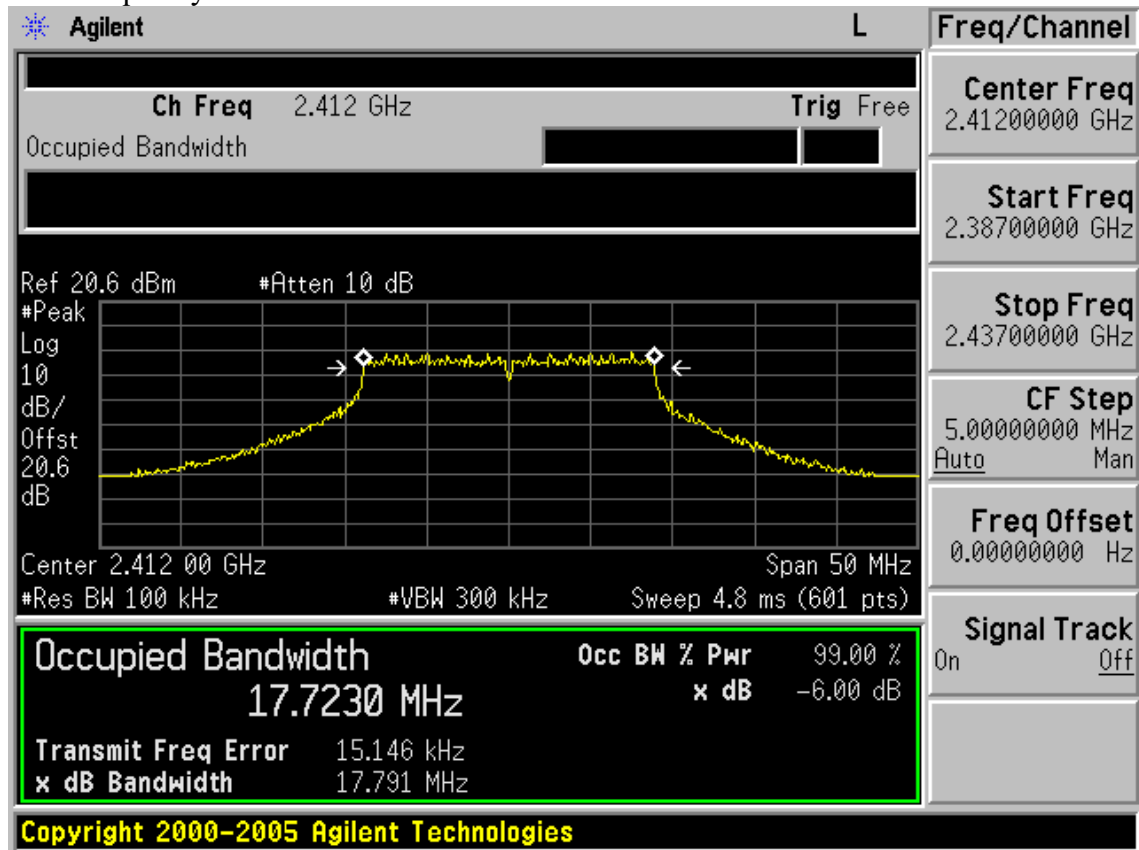 Agilent L Freq/Channel
Ch Freq 2.412 GHz Trig Free
Occupied Bandwidth
Center Freq
2.41200000 GHz
Start Freq
2.38700000 GHz
Stop Freq
2.43700000 GHz
CF Step
5.00000000 MHz
Auto Man
Freq Offset
0.00000000 Hz
Signal Track
On Off
Ref 20.6 dBm #Atten 10 dB
#Peak
Log
10
dB/
Offst
20.6
dB
Center 2.412 00 GHz Span 50 MHz
#Res BW 100 kHz #VBW 300 kHz Sweep 4.8 ms (601 pts)
Occupied Bandwidth Occ BW % Pwr 99.00 %
17.7230 MHz x dB -6.00 dB
Transmit Freq Error 15.146 kHz
x dB Bandwidth 17.791 MHz
Copyright 2000-2005 Agilent Technologies